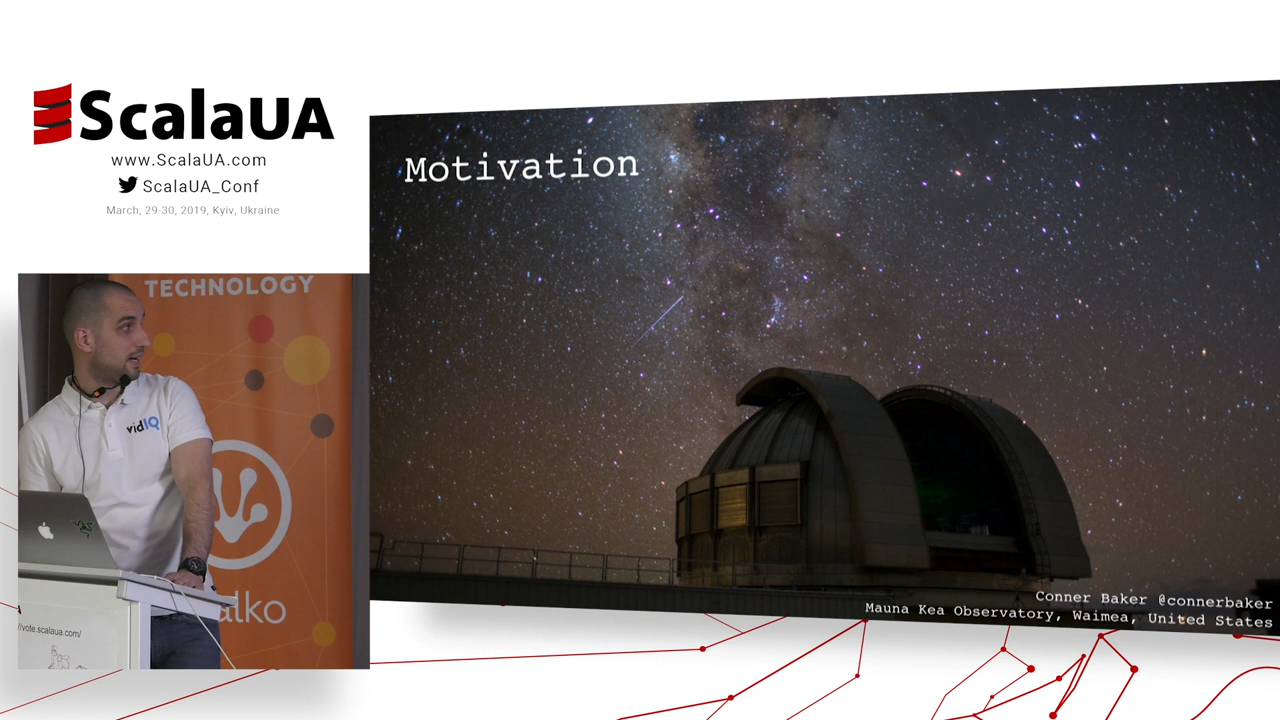 ScalaUA
www.ScalaUA.com
ScalaUA_Conf
March, 29-30, 2019, Kyiv, Ukraine
Motivation
TECHNOLOGY
vidIQ
alko
//vote.scalaua.com/
Conner Baker @connerbaker
Mauna Kea Observatory, Waimea, United States